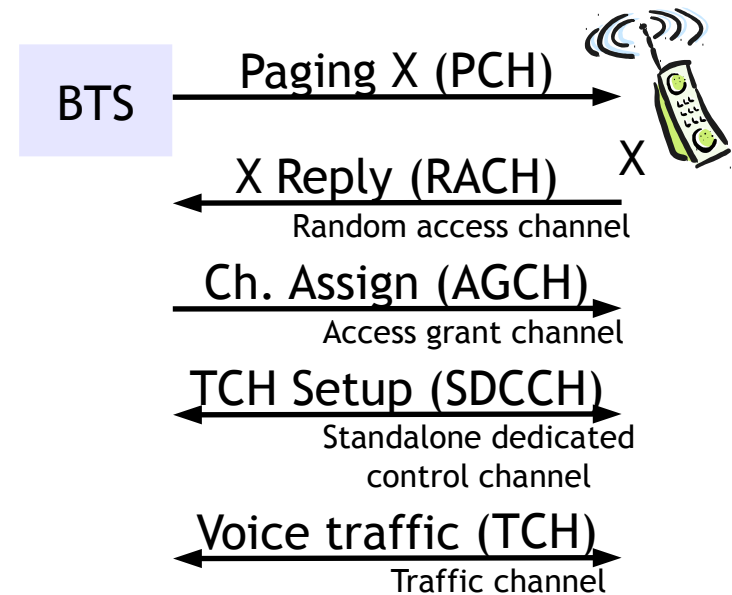 BTS
Paging X (PCH)
X
X Reply (RACH)
Random access channel
Ch. Assign (AGCH)
Access grant channel
TCH Setup (SDCCH)
Standalone dedicated
control channel
Voice traffic (TCH)
Traffic channel